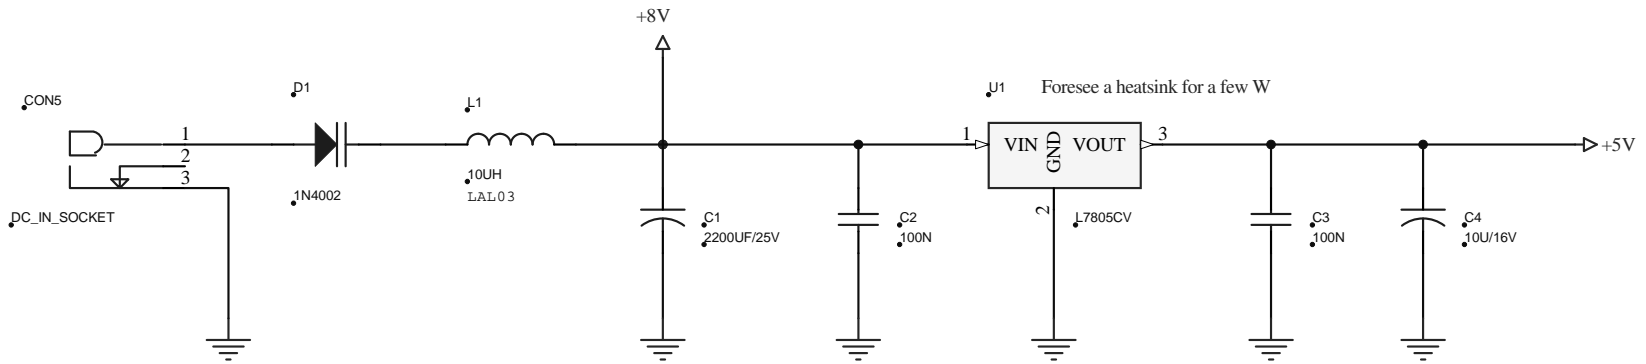 +8V
CON5
D1
L1
U1
Foresee a heatsink for a few W
1
2
3
1
VIN
GND
VOUT
3
+5V
10UH
LAL03
1N4002
2
DC_IN_SOCKET
C1
2200UF/25V
C2
100N
L7805CV
C3
100N
C4
10U/16V